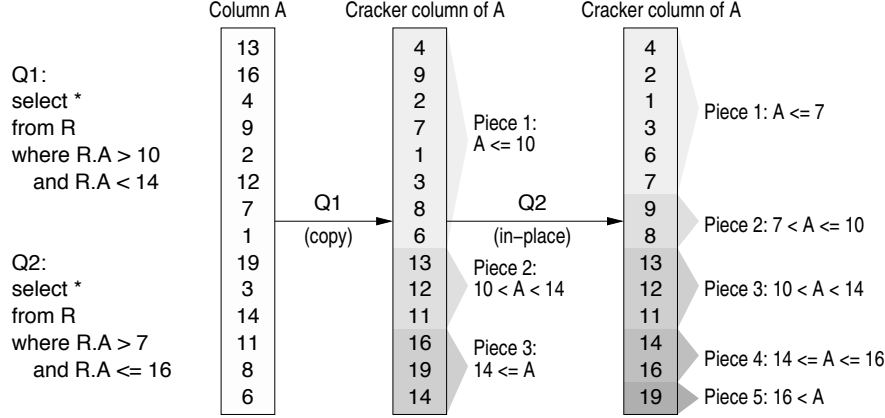 Column A
Cracker column of A
Cracker column of A
Q1:
select *
from R
where R.A > 10
and R.A < 14
Q2:
select *
from R
where R.A > 7
and R.A <= 16
13
16
4
9
2
12
7
1
19
3
14
11
8
6
Q1
(copy)
4
9
2
7
1
3
8
6
13
12
11
16
19
14
Piece 1:
A <= 10
Piece 2:
10 < A < 14
Piece 3:
14 <= A
Q2
(in−place)
4
2
1
3
6
7
9
8
13
12
11
14
16
19
Piece 1: A <= 7
Piece 2: 7 < A <= 10
Piece 3: 10 < A < 14
Piece 4: 14 <= A <= 16
Piece 5: 16 < A